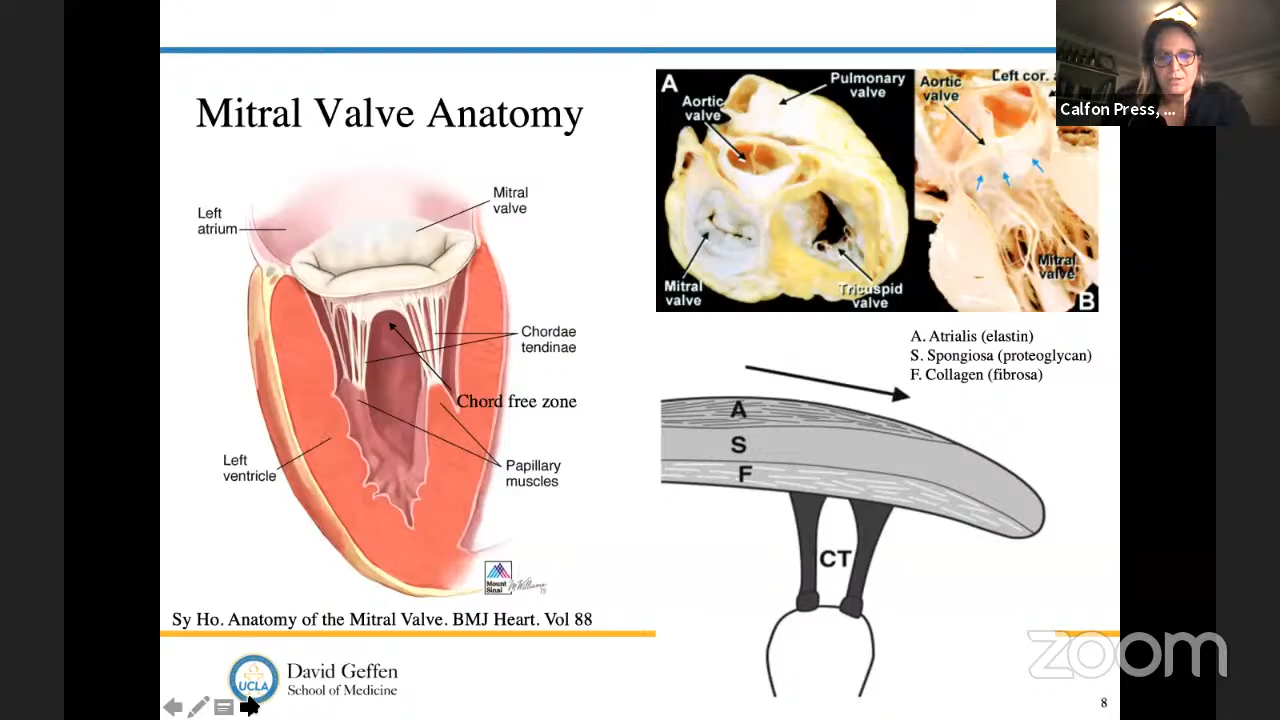 Mitral Valve Anatomy
Left
atrium
Mitral
valve
Chordae
tendinae
Chord free zone
Left
ventricle
Papillary
muscles
Mount
Sinai
Sy Ho. Anatomy of the Mitral Valve. BMJ Heart. Vol 88
A
Pulmonary
valve
Aortic
valve
Mitral
valve
Tricuspid
valve
Aortic
valve
Left cor.
Mitral
valve
B
Calfon Press, ...
A. Atrialis (elastin)
S. Spongiosa (proteoglycan)
F. Collagen (fibrosa)
A
S
F
CT
UCLA
David Geffen
School of Medicine
zoom
8